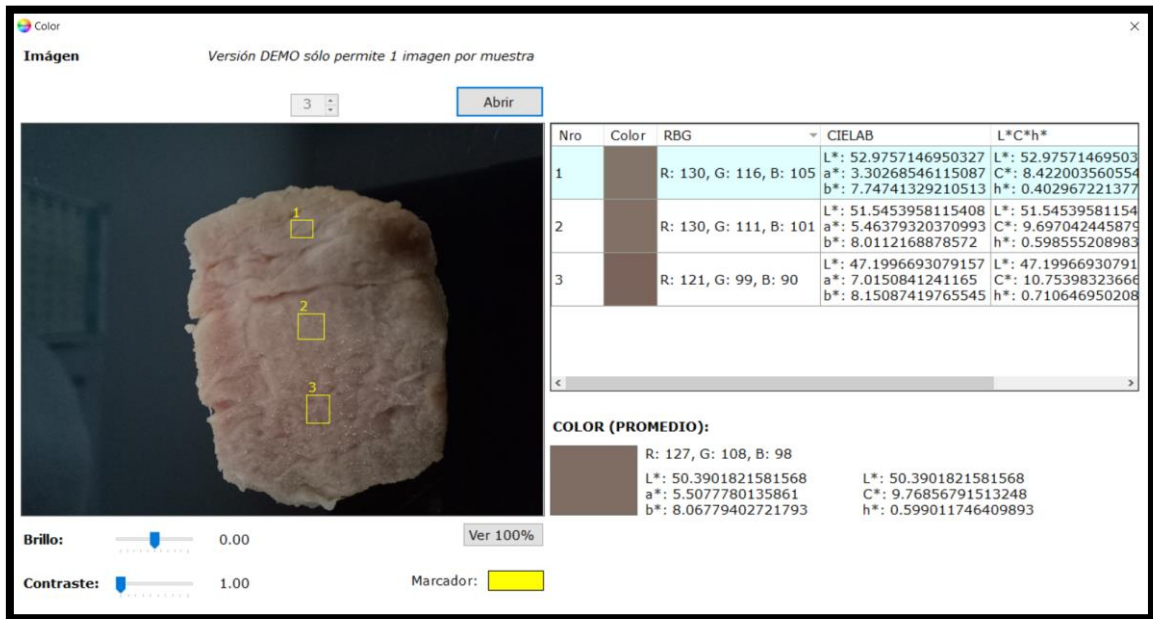 Color
Imágen
Versión DEMO sólo permite 1 imagen por muestra
3
Abrir
1
2
3
Nro Color RBG CIELAB L*C*h*
1 R: 130, G: 116, B: 105 L*: 52.9757146950327 L*: 52.97571469503
a*: 3.30268546115087 C*: 8.422003560554
b*: 7.74741329210513 h*: 0.402967221377
2 R: 130, G: 111, B: 101 L*: 51.5453958115408 L*: 51.54539581154
a*: 5.46379320370993 C*: 9.697042445879
b*: 8.0112168878572 h*: 0.598555208983
3 R: 121, G: 99, B: 90 L*: 47.1996693079157 L*: 47.19966930791
a*: 7.0150841241165 C*: 10.75398323666
b*: 8.15087419765545 h*: 0.710646950208
COLOR (PROMEDIO):
R: 127, G: 108, B: 98
L*: 50.3901821581568 L*: 50.3901821581568
a*: 5.5077780135861 C*: 9.76856791513248
b*: 8.06779402721793 h*: 0.599011746409893
Brillo: 0.00 Ver 100%
Contraste: 1.00 Marcador: